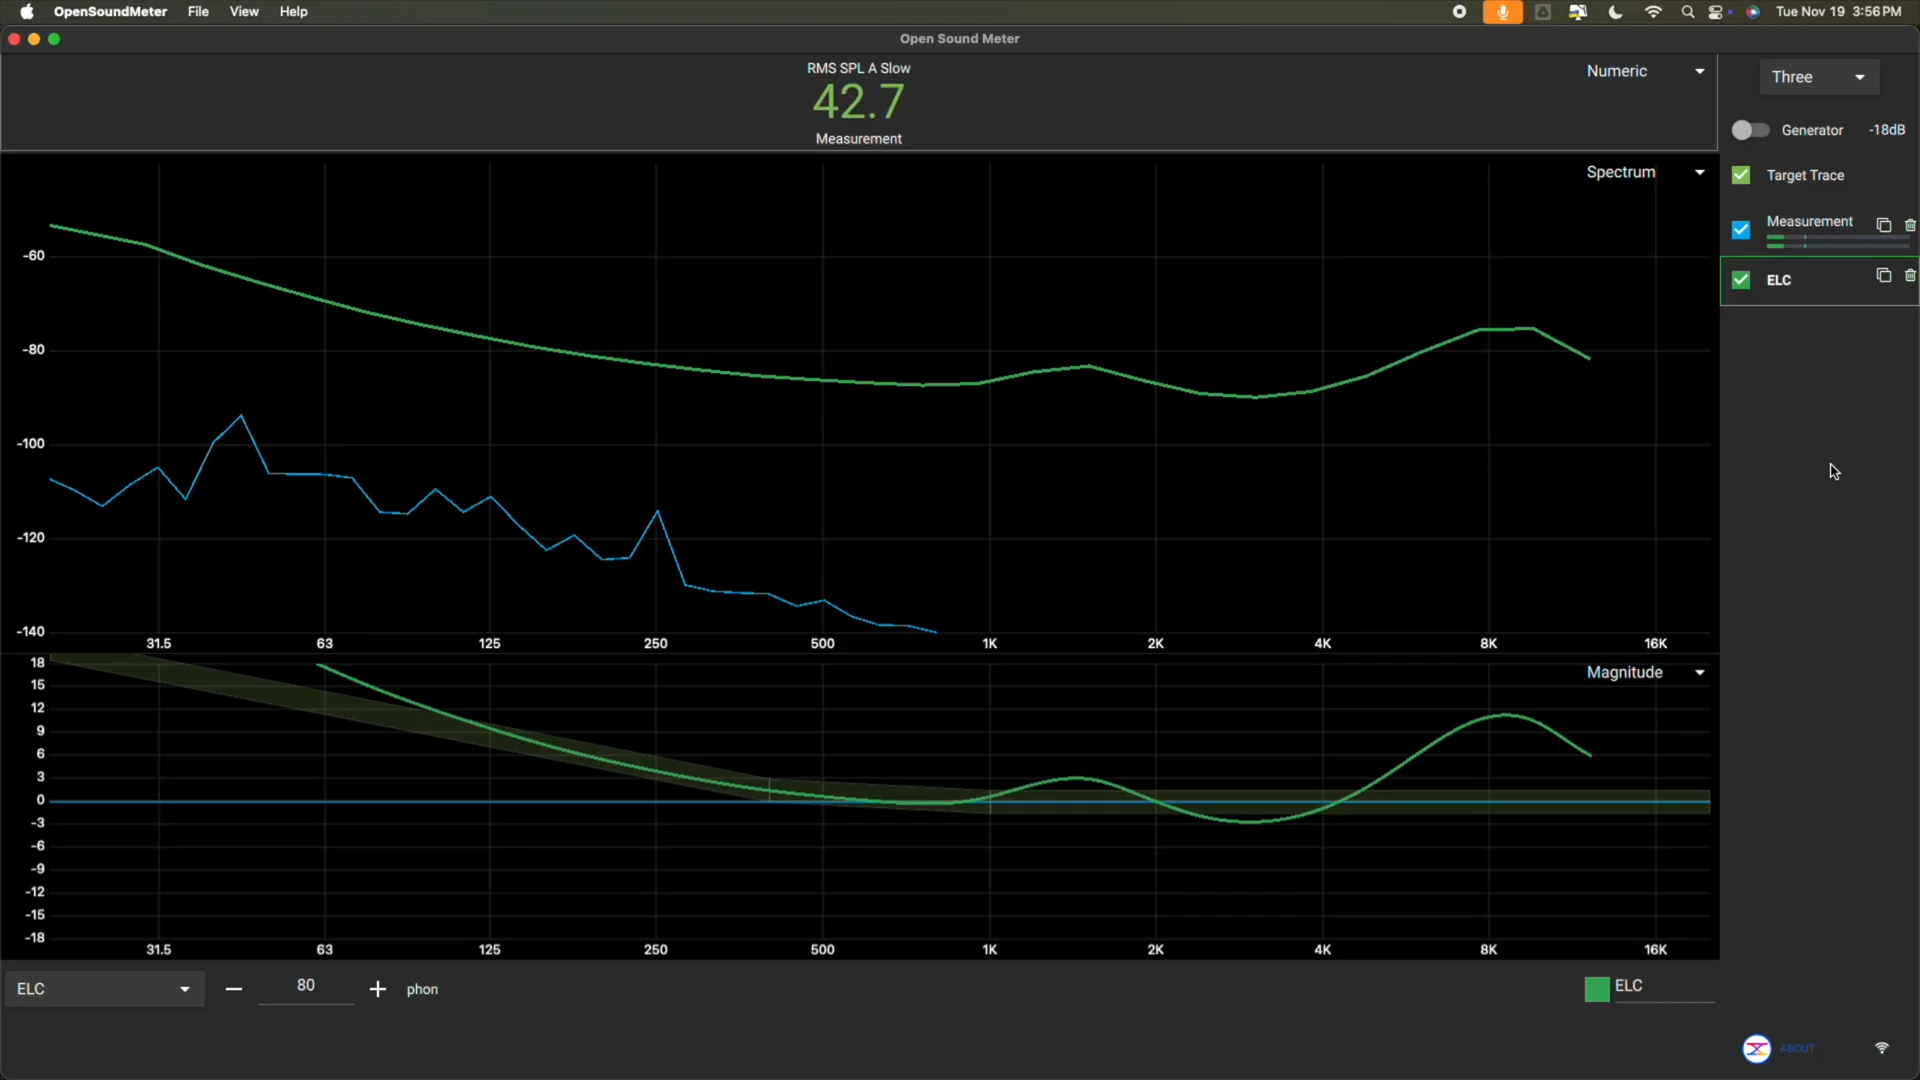 OpenSoundMeter File View Help Tue Nov 19 3:56 PM
Open Sound Meter
RMS SPL A Slow
42.7
Measurement
Numeric
Three
Generator -18dB
Target Trace
Measurement
ELC
Spectrum
-60
-80
-100
-120
-140
31.5 63 125 250 500 1K 2K 4K 8K 16K
Magnitude
18
15
12
9
6
3
0
-3
-6
-9
-12
-15
-18
31.5 63 125 250 500 1K 2K 4K 8K 16K
ELC — 80 + phon
ELC
ABOUT